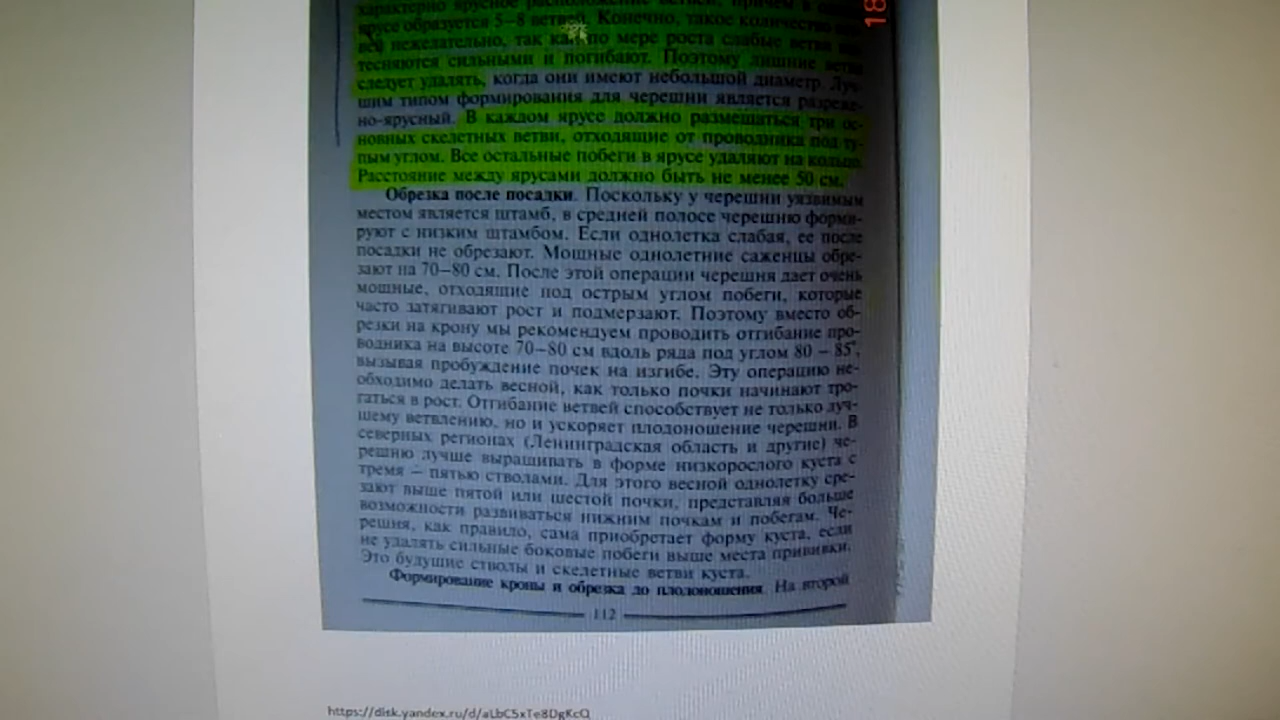 характерно ярусное расположение ветвей, причем в
ярусе образуется 5–8 ветвей. Конечно, такое количество
вей нежелательно, так как по мере роста слабые ветви
тесняются сильными и погибают. Поэтому лишние ветви
следует удалять, когда они имеют небольшой диаметр. Луч-
шим типом формирования для черешни является разреже-
но-ярусный. В каждом ярусе должно размещаться три ос-
новных скелетных ветви, отходящие от проводника под ту-
пым углом. Все остальные побеги в ярусе удаляют на кольцо.
Расстояние между ярусами должно быть не менее 50 см.
Обрезка после посадки. Поскольку у черешни уязвимым
местом является штамб, в средней полосе черешню форми-
руют с низким штамбом. Если однолетка слабая, ее после
посадки не обрезают. Мощные однолетние саженцы обре-
зают на 70–80 см. После этой операции черешня дает очень
мощные, отходящие под острым углом побеги, которые
часто затягивают рост и подмерзают. Поэтому вместо об-
резки на крону мы рекомендуем проводить отгибание про-
водника на высоте 70–80 см вдоль ряда под углом 80 – 85°,
вызывая пробуждение почек на изгибе. Эту операцию не-
обходимо делать весной, как только почки начинают тро-
гаться в рост. Отгибание ветвей способствует не только луч-
шему ветвлению, но и ускоряет плодоношение черешни. В
северных регионах (Ленинградская область и другие) че-
решню лучше выращивать в форме низкорослого куста с
тремя – пятью стволами. Для этого весной однолетку сре-
зают выше пятой или шестой почки, представляя больше
возможности развиваться нижним почкам и побегам. Че-
решня, как правило, сама приобретает форму куста, если
не удалять сильные боковые побеги выше места прививки.
Это будущие стволы и скелетные ветви куста.
Формирование кроны и обрезка до плодоношения. На второй
112
18
https://disk.yandex.ru/d/aLbC5xTe8DgKcQ